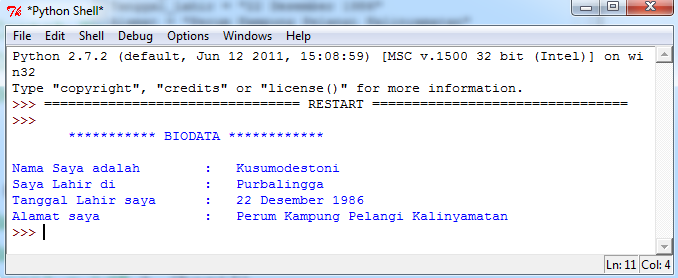 *Python Shell*
File Edit Shell Debug Options Windows Help
Python 2.7.2 (default, Jun 12 2011, 15:08:59) [MSC v.1500 32 bit (Intel)] on wi
n32
Type "copyright", "credits" or "license()" for more information.
>>> ================================ RESTART ================================
>>>
*********** BIODATA ************
Nama Saya adalah : Kusumodestoni
Saya Lahir di : Purbalingga
Tanggal Lahir saya : 22 Desember 1986
Alamat saya : Perum Kampung Pelangi Kalinyamatan
>>>
Ln: 11 Col: 4